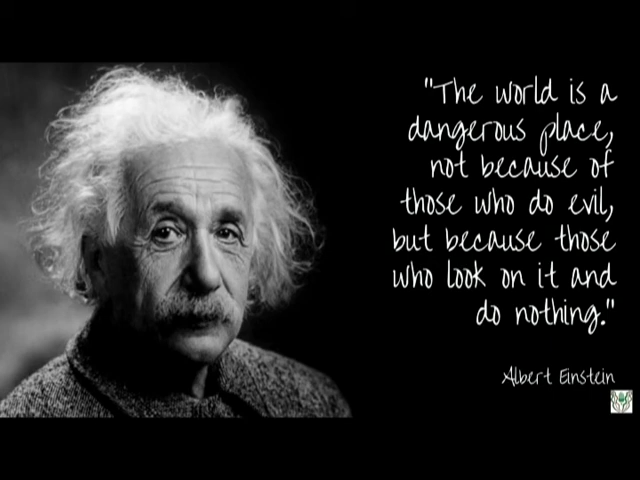 "The world is a
dangerous place,
not because of
those who do evil,
but because those
who look on it and
do nothing."
Albert Einstein